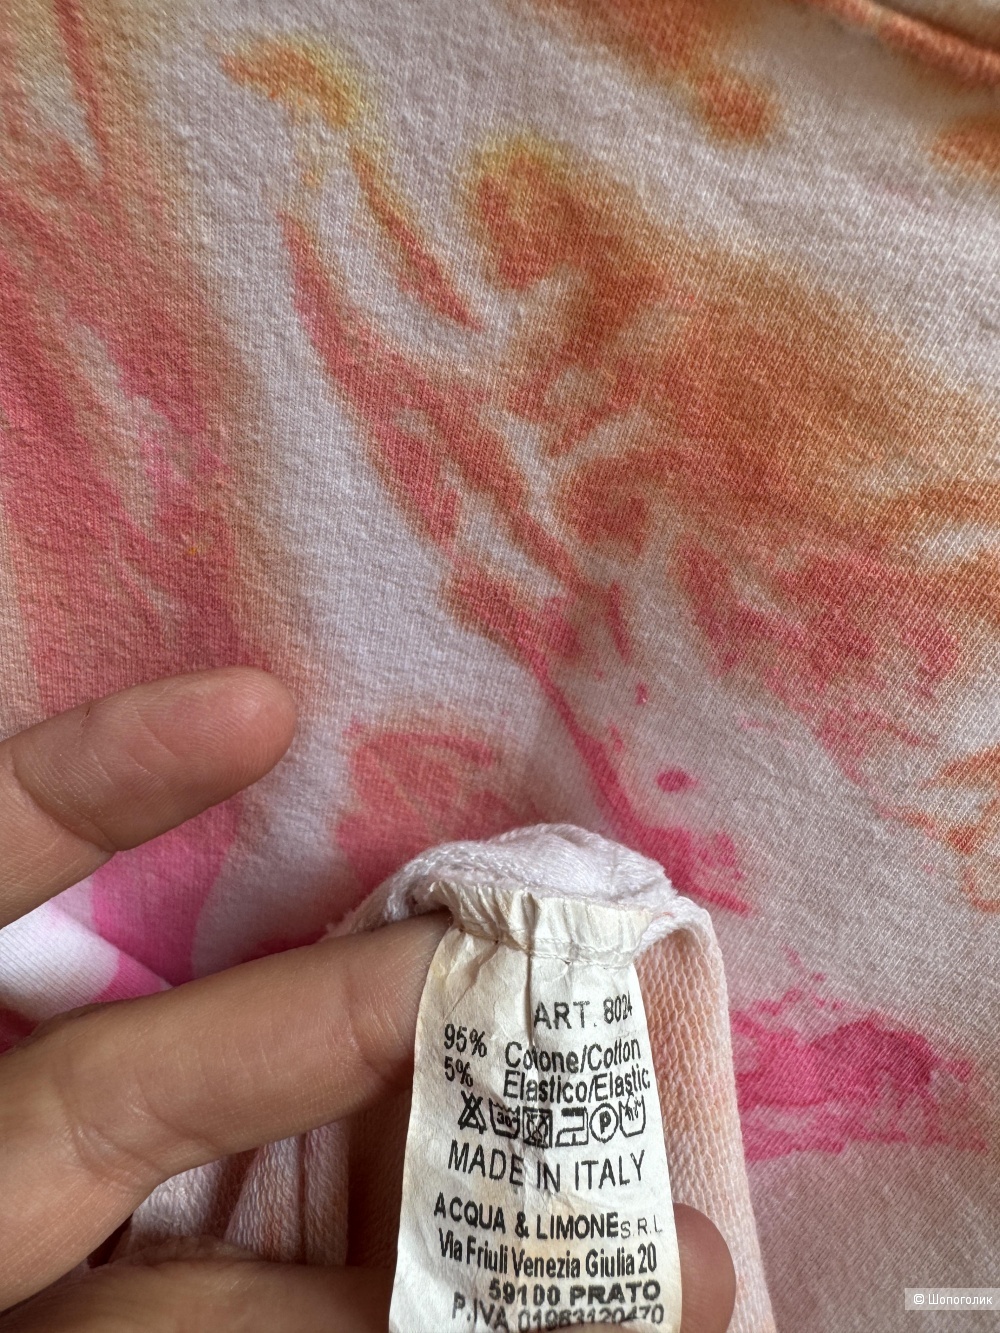 ART. 8024
95% Cotone/Cotton
5% Elastico/Elastic
30 P
MADE IN ITALY
ACQUA & LIMONE S.R.L
Via Friuli Venezia Giulia 20
59100 PRATO
P.IVA 01963120470
© Шопоголик